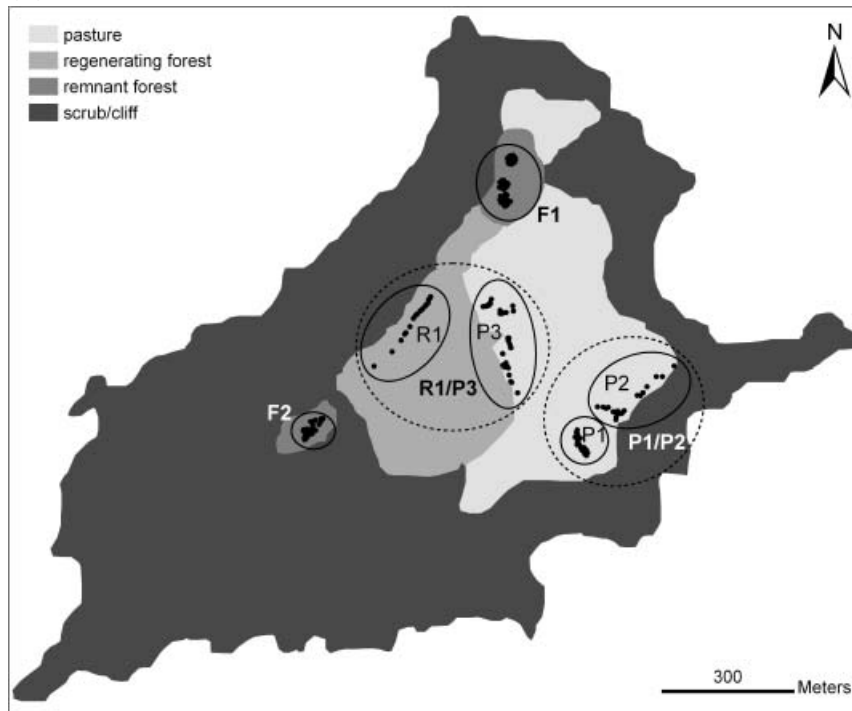 pasture
regenerating forest
remnant forest
scrub/cliff
N
F1
R1
P3
R1/P3
P2
F2
P1
P1/P2
300
Meters